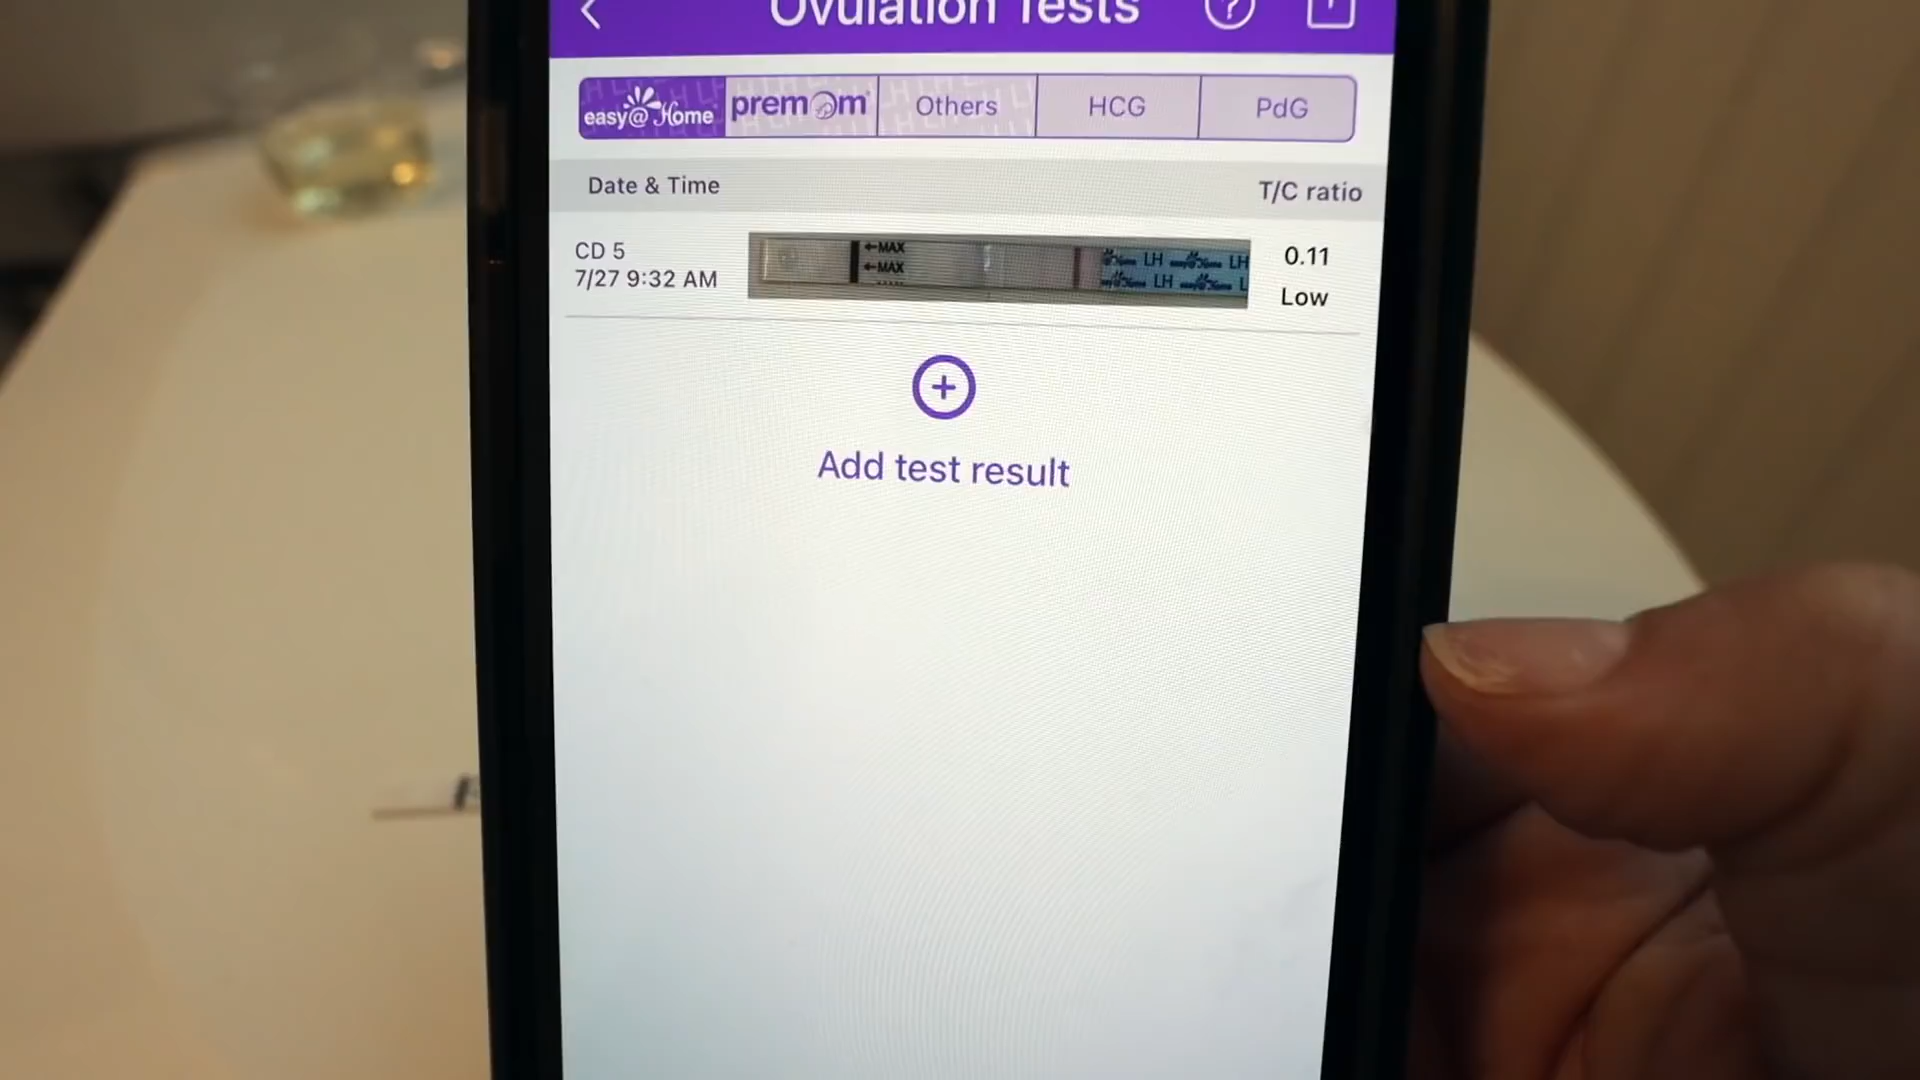 Ovulation Tests
easy@Home premom Others HCG PdG
Date & Time T/C ratio
CD 5
7/27 9:32 AM
←MAX
←MAX
LH LH
LH
0.11
Low
Add test result